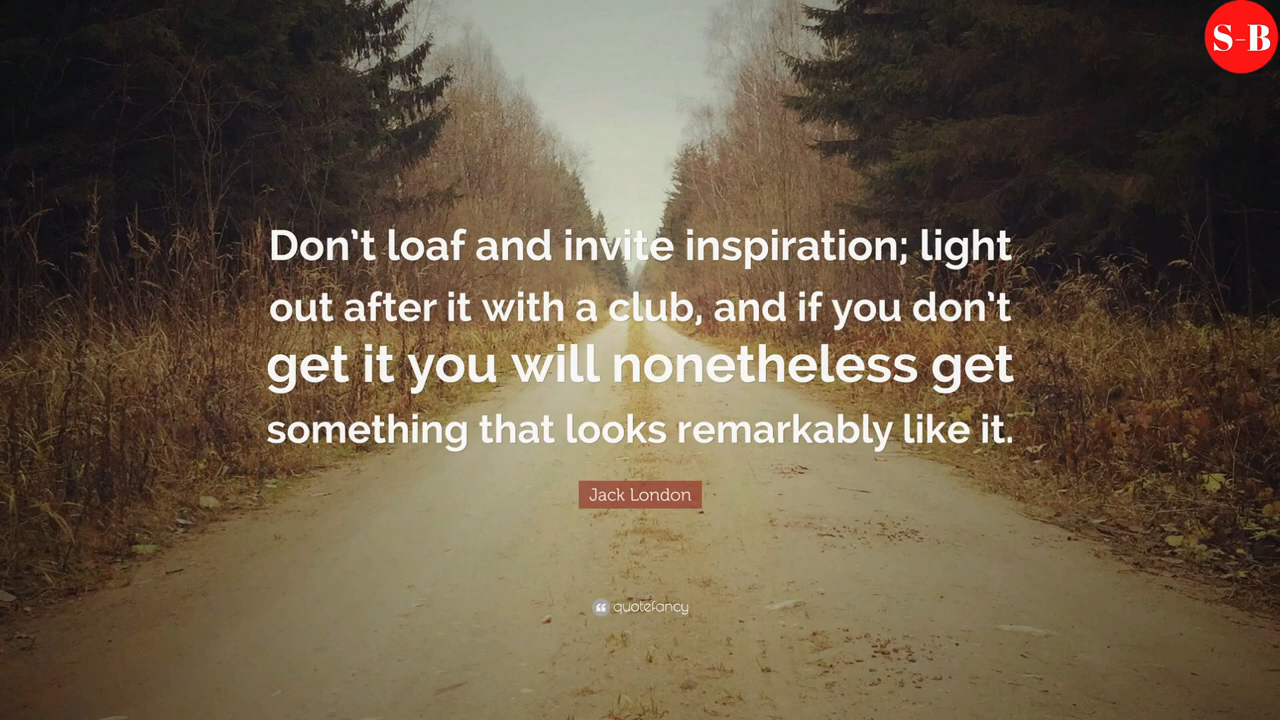 S-B
Don’t loaf and invite inspiration; light
out after it with a club, and if you don’t
get it you will nonetheless get
something that looks remarkably like it.
Jack London
quotefancy